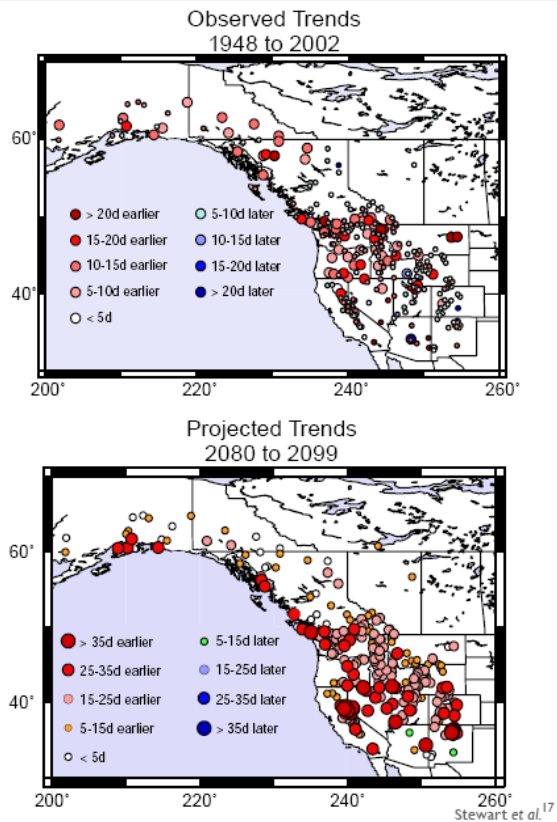 Observed Trends
1948 to 2002
60°
> 20d earlier 5-10d later
15-20d earlier 10-15d later
10-15d earlier 15-20d later
5-10d earlier > 20d later
40°
< 5d
200° 220° 240° 260°
Projected Trends
2080 to 2099
60°
> 35d earlier 5-15d later
25-35d earlier 15-25d later
15-25d earlier 25-35d later
40°
5-15d earlier > 35d later
< 5d
200° 220° 240° 260°
Stewart et al.17